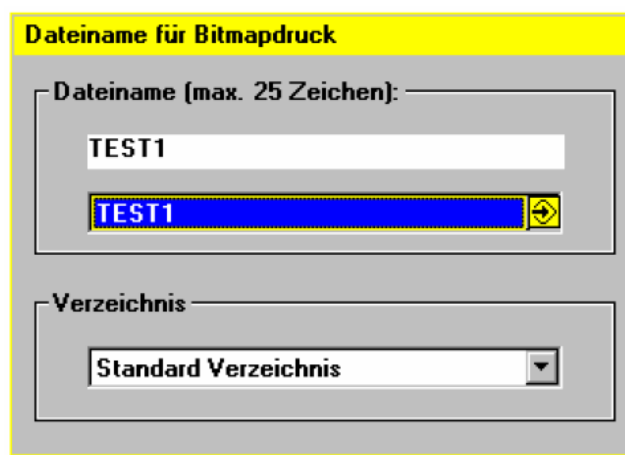 Dateiname für Bitmapdruck
Dateiname (max. 25 Zeichen):
TEST1
TEST1
Verzeichnis
Standard Verzeichnis